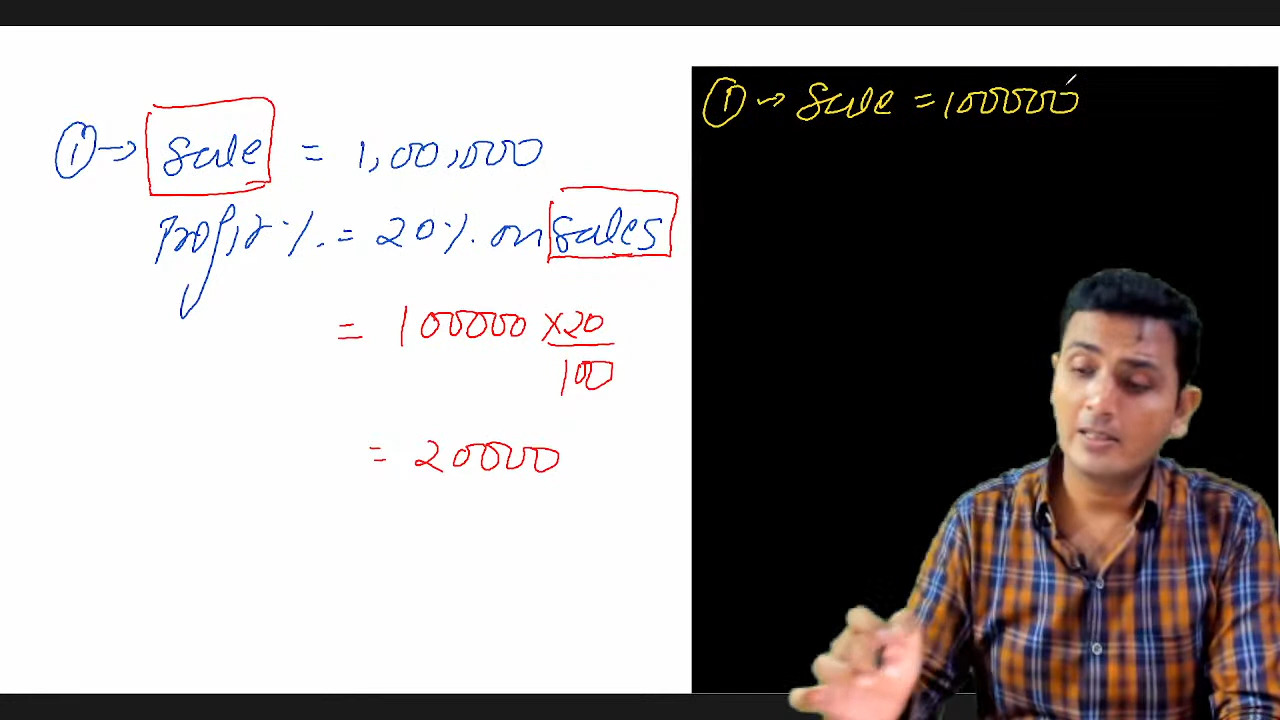 ① → Sale = 1,00,000
Profit % = 20% on Sales
= 100000 × 20
100
= 20000
① → Sale = 100000